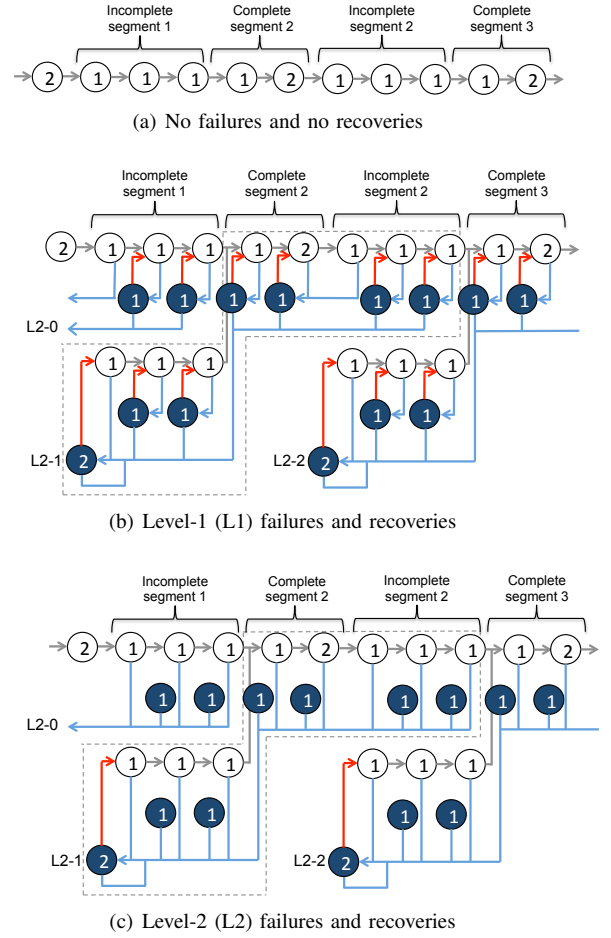 Incomplete Complete Incomplete Complete
segment 1 segment 2 segment 2 segment 3
2 1 1 1 1 2 1 1 1 1 2
(a) No failures and no recoveries
Incomplete Complete Incomplete Complete
segment 1 segment 2 segment 2 segment 3
2 1 1 1 1 2 1 1 1 1 2
1 1 1 1 1 1 1 1
L2-0
1 1 1 1 1 1
1 1 1 1
L2-1 2 L2-2 2
(b) Level-1 (L1) failures and recoveries
Incomplete Complete Incomplete Complete
segment 1 segment 2 segment 2 segment 3
2 1 1 1 1 2 1 1 1 1 2
1 1 1 1 1 1 1 1
L2-0
1 1 1 1 1 1
1 1 1 1
L2-1 2 L2-2 2
(c) Level-2 (L2) failures and recoveries